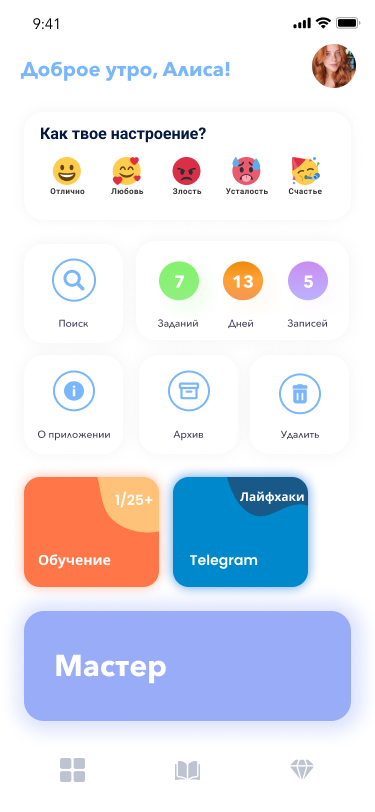 9:41
Доброе утро, Алиса!
Как твое настроение?
Отлично Любовь Злость Усталость Счастье
7 13 5
Поиск Заданий Дней Записей
О приложении Архив Удалить
1/25+ Лайфхаки
Обучение Telegram
Мастер